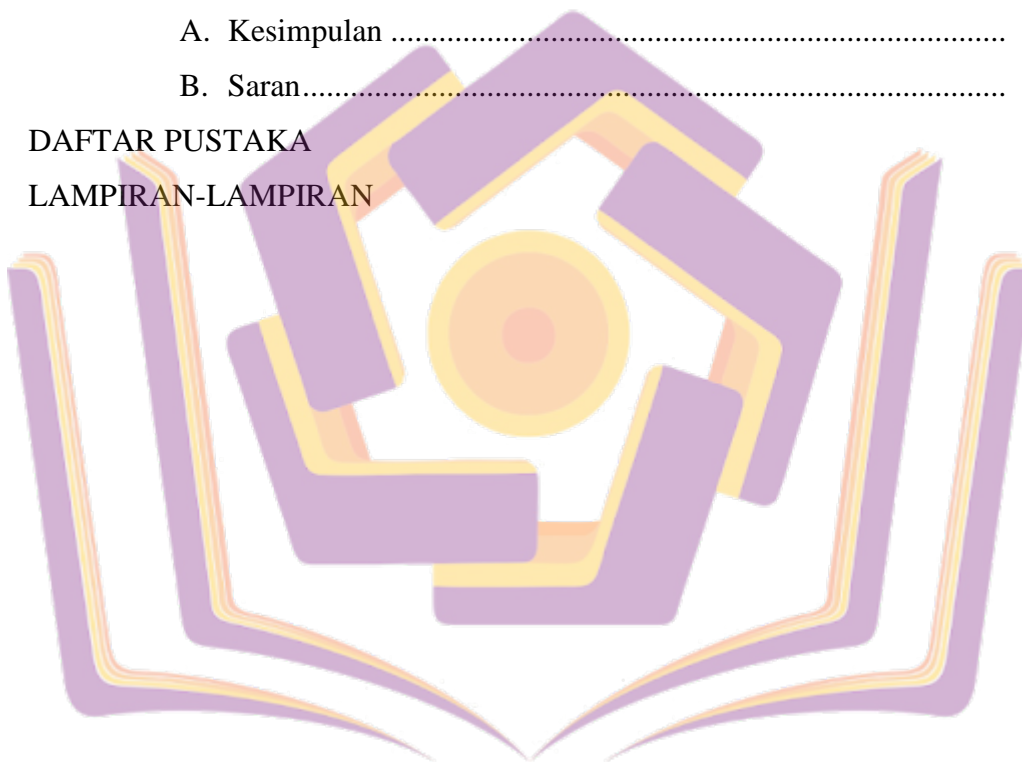 A. Kesimpulan ............................................................................
B. Saran.......................................................................................
DAFTAR PUSTAKA
LAMPIRAN-LAMPIRAN